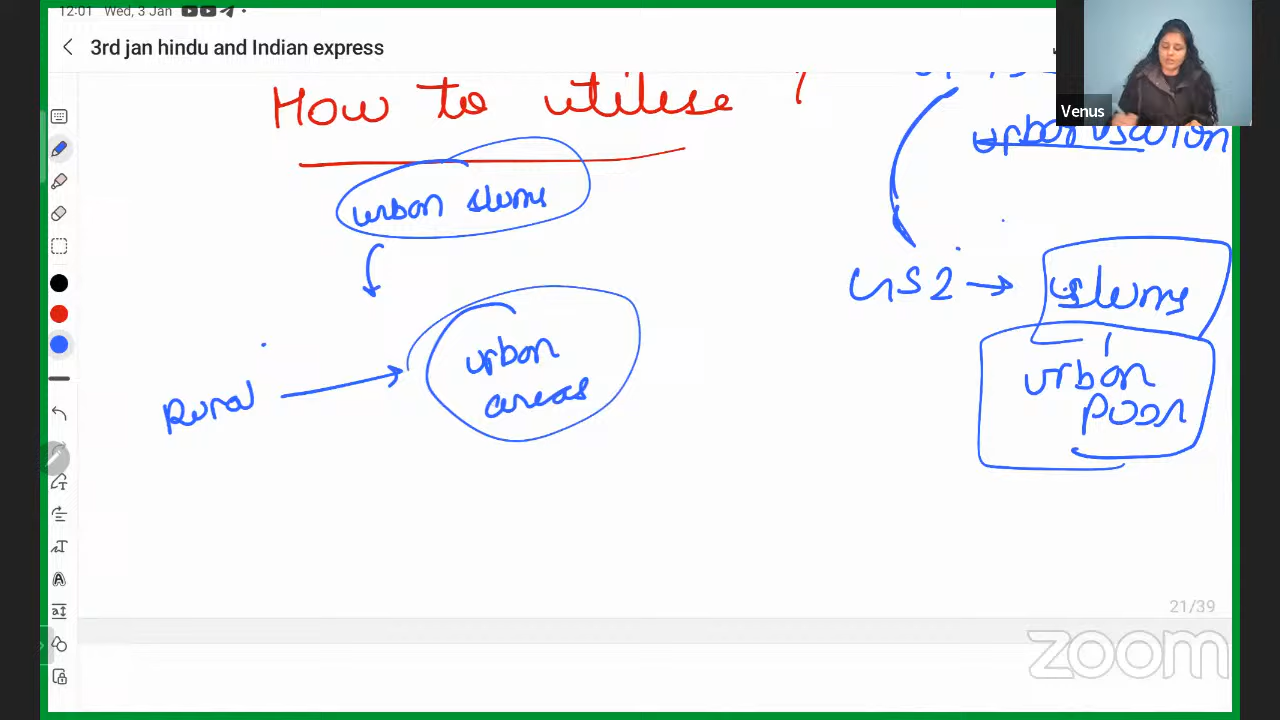 12:01 Wed, 3 Jan
3rd jan hindu and Indian express
Venus
How to utilise ?
urbanisation
urban slums
GS2 → slums
urban
poor
Rural → urban
areas
21/39
zoom